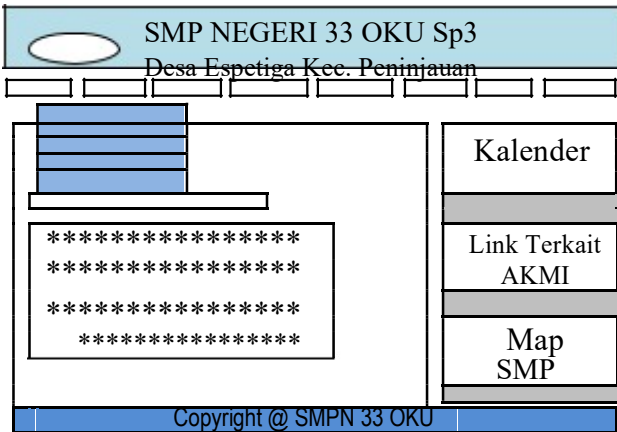 SMP NEGERI 33 OKU Sp3
Desa Espetiga Kec. Peninjauan
Kalender
****************
****************
****************
****************
Link Terkait
AKMI
Map
SMP
Copyright @ SMPN 33 OKU